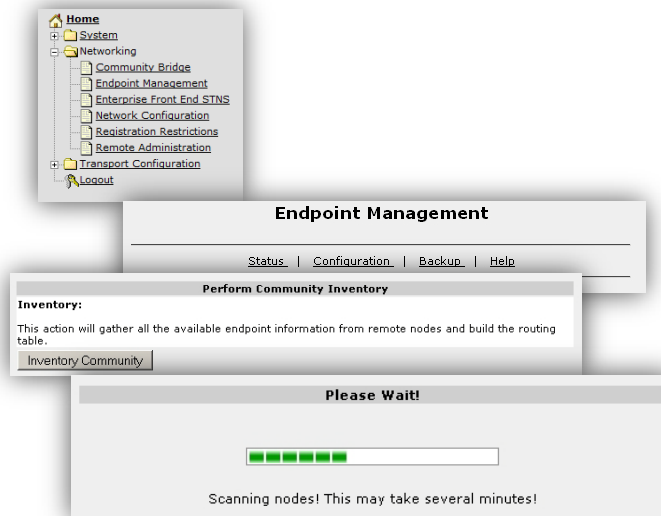 Home
System
Networking
Community Bridge
Endpoint Management
Enterprise Front End STNS
Network Configuration
Registration Restrictions
Remote Administration
Transport Configuration
Logout
Endpoint Management
Status | Configuration | Backup | Help
Perform Community Inventory
Inventory:
This action will gather all the available endpoint information from remote nodes and build the routing
table.
Inventory Community
Please Wait!
Scanning nodes! This may take several minutes!